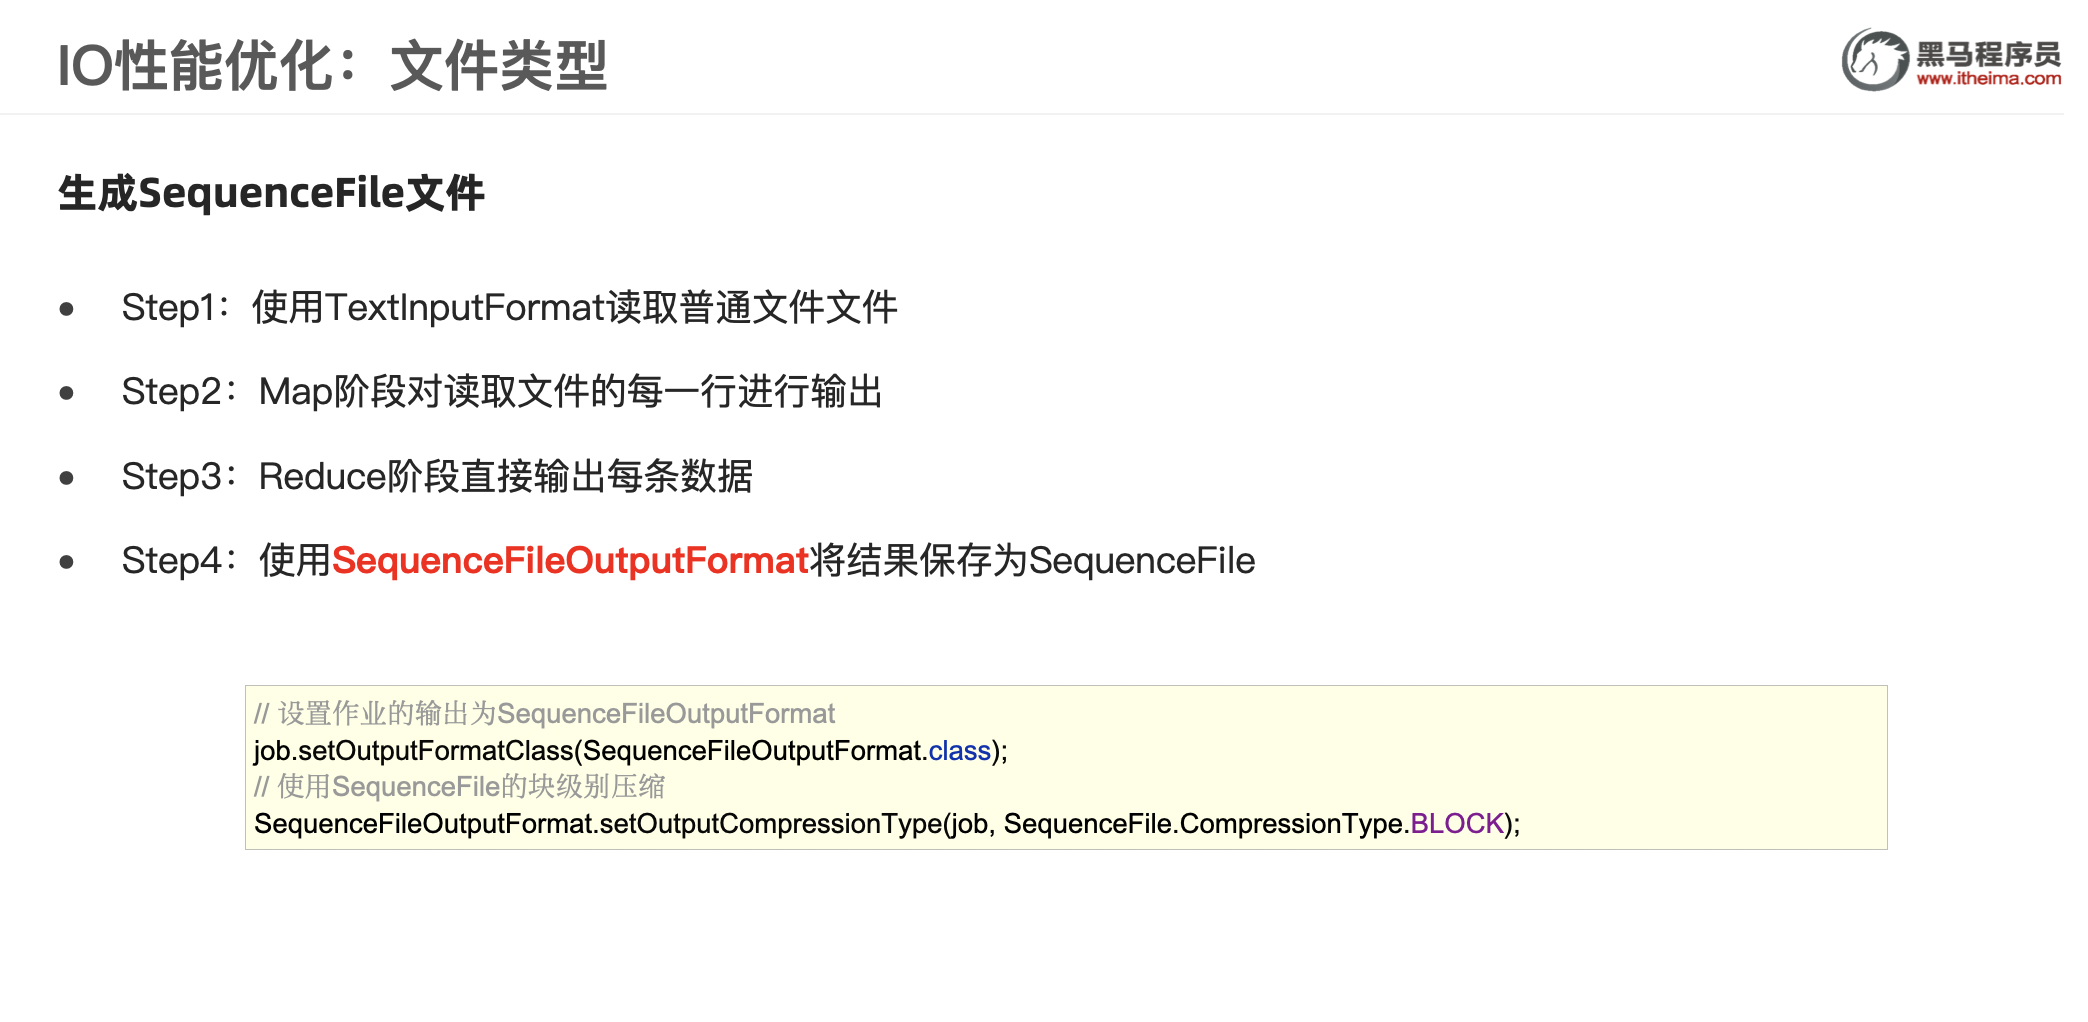 IO性能优化：文件类型
黑马程序员
www.itheima.com
生成SequenceFile文件
● Step1：使用TextInputFormat读取普通文件文件
● Step2：Map阶段对读取文件的每一行进行输出
● Step3：Reduce阶段直接输出每条数据
● Step4：使用SequenceFileOutputFormat将结果保存为SequenceFile
// 设置作业的输出为SequenceFileOutputFormat
job.setOutputFormatClass(SequenceFileOutputFormat.class);
// 使用SequenceFile的块级别压缩
SequenceFileOutputFormat.setOutputCompressionType(job, SequenceFile.CompressionType.BLOCK);